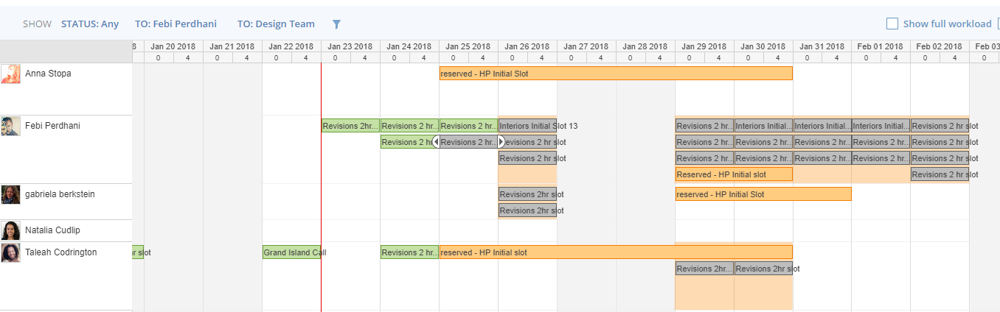 SHOW STATUS: Any TO: Febi Perdhani TO: Design Team Show full workload
8 Jan 20 2018 Jan 21 2018 Jan 22 2018 Jan 23 2018 Jan 24 2018 Jan 25 2018 Jan 26 2018 Jan 27 2018 Jan 28 2018 Jan 29 2018 Jan 30 2018 Jan 31 2018 Feb 01 2018 Feb 02 2018 Feb 03
0 4 0 4 0 4 0 4 0 4 0 4 0 4 0 4 0 4 0 4 0 4 0 4 0 4 0 4 0
Anna Stopa reserved - HP Initial Slot
Febi Perdhani Revisions 2hr... Revisions 2 hr... Revisions 2 hr... Interiors Initial Slot 13 Revisions 2 hr... Interiors Initial... Interiors Initial... Interiors Initial... Revisions 2 hr slot
Revisions 2 hr Revisions 2 hr... Revisions 2 hr slot Revisions 2 hr... Revisions 2 hr... Revisions 2 hr... Revisions 2 hr... Revisions 2 hr slot
Revisions 2 hr slot Revisions 2 hr... Revisions 2 hr... Revisions 2 hr... Revisions 2 hr... Revisions 2 hr slot
Reserved - HP Initial slot Revisions 2 hr slot
gabriela berkstein Revisions 2hr slot reserved - HP Initial Slot
Revisions 2hr slot
Natalia Cudlip
Taleah Codrington r slot Grand Island Call Revisions 2 hr... reserved - HP Initial slot
Revisions 2hr... Revisions 2hr slot